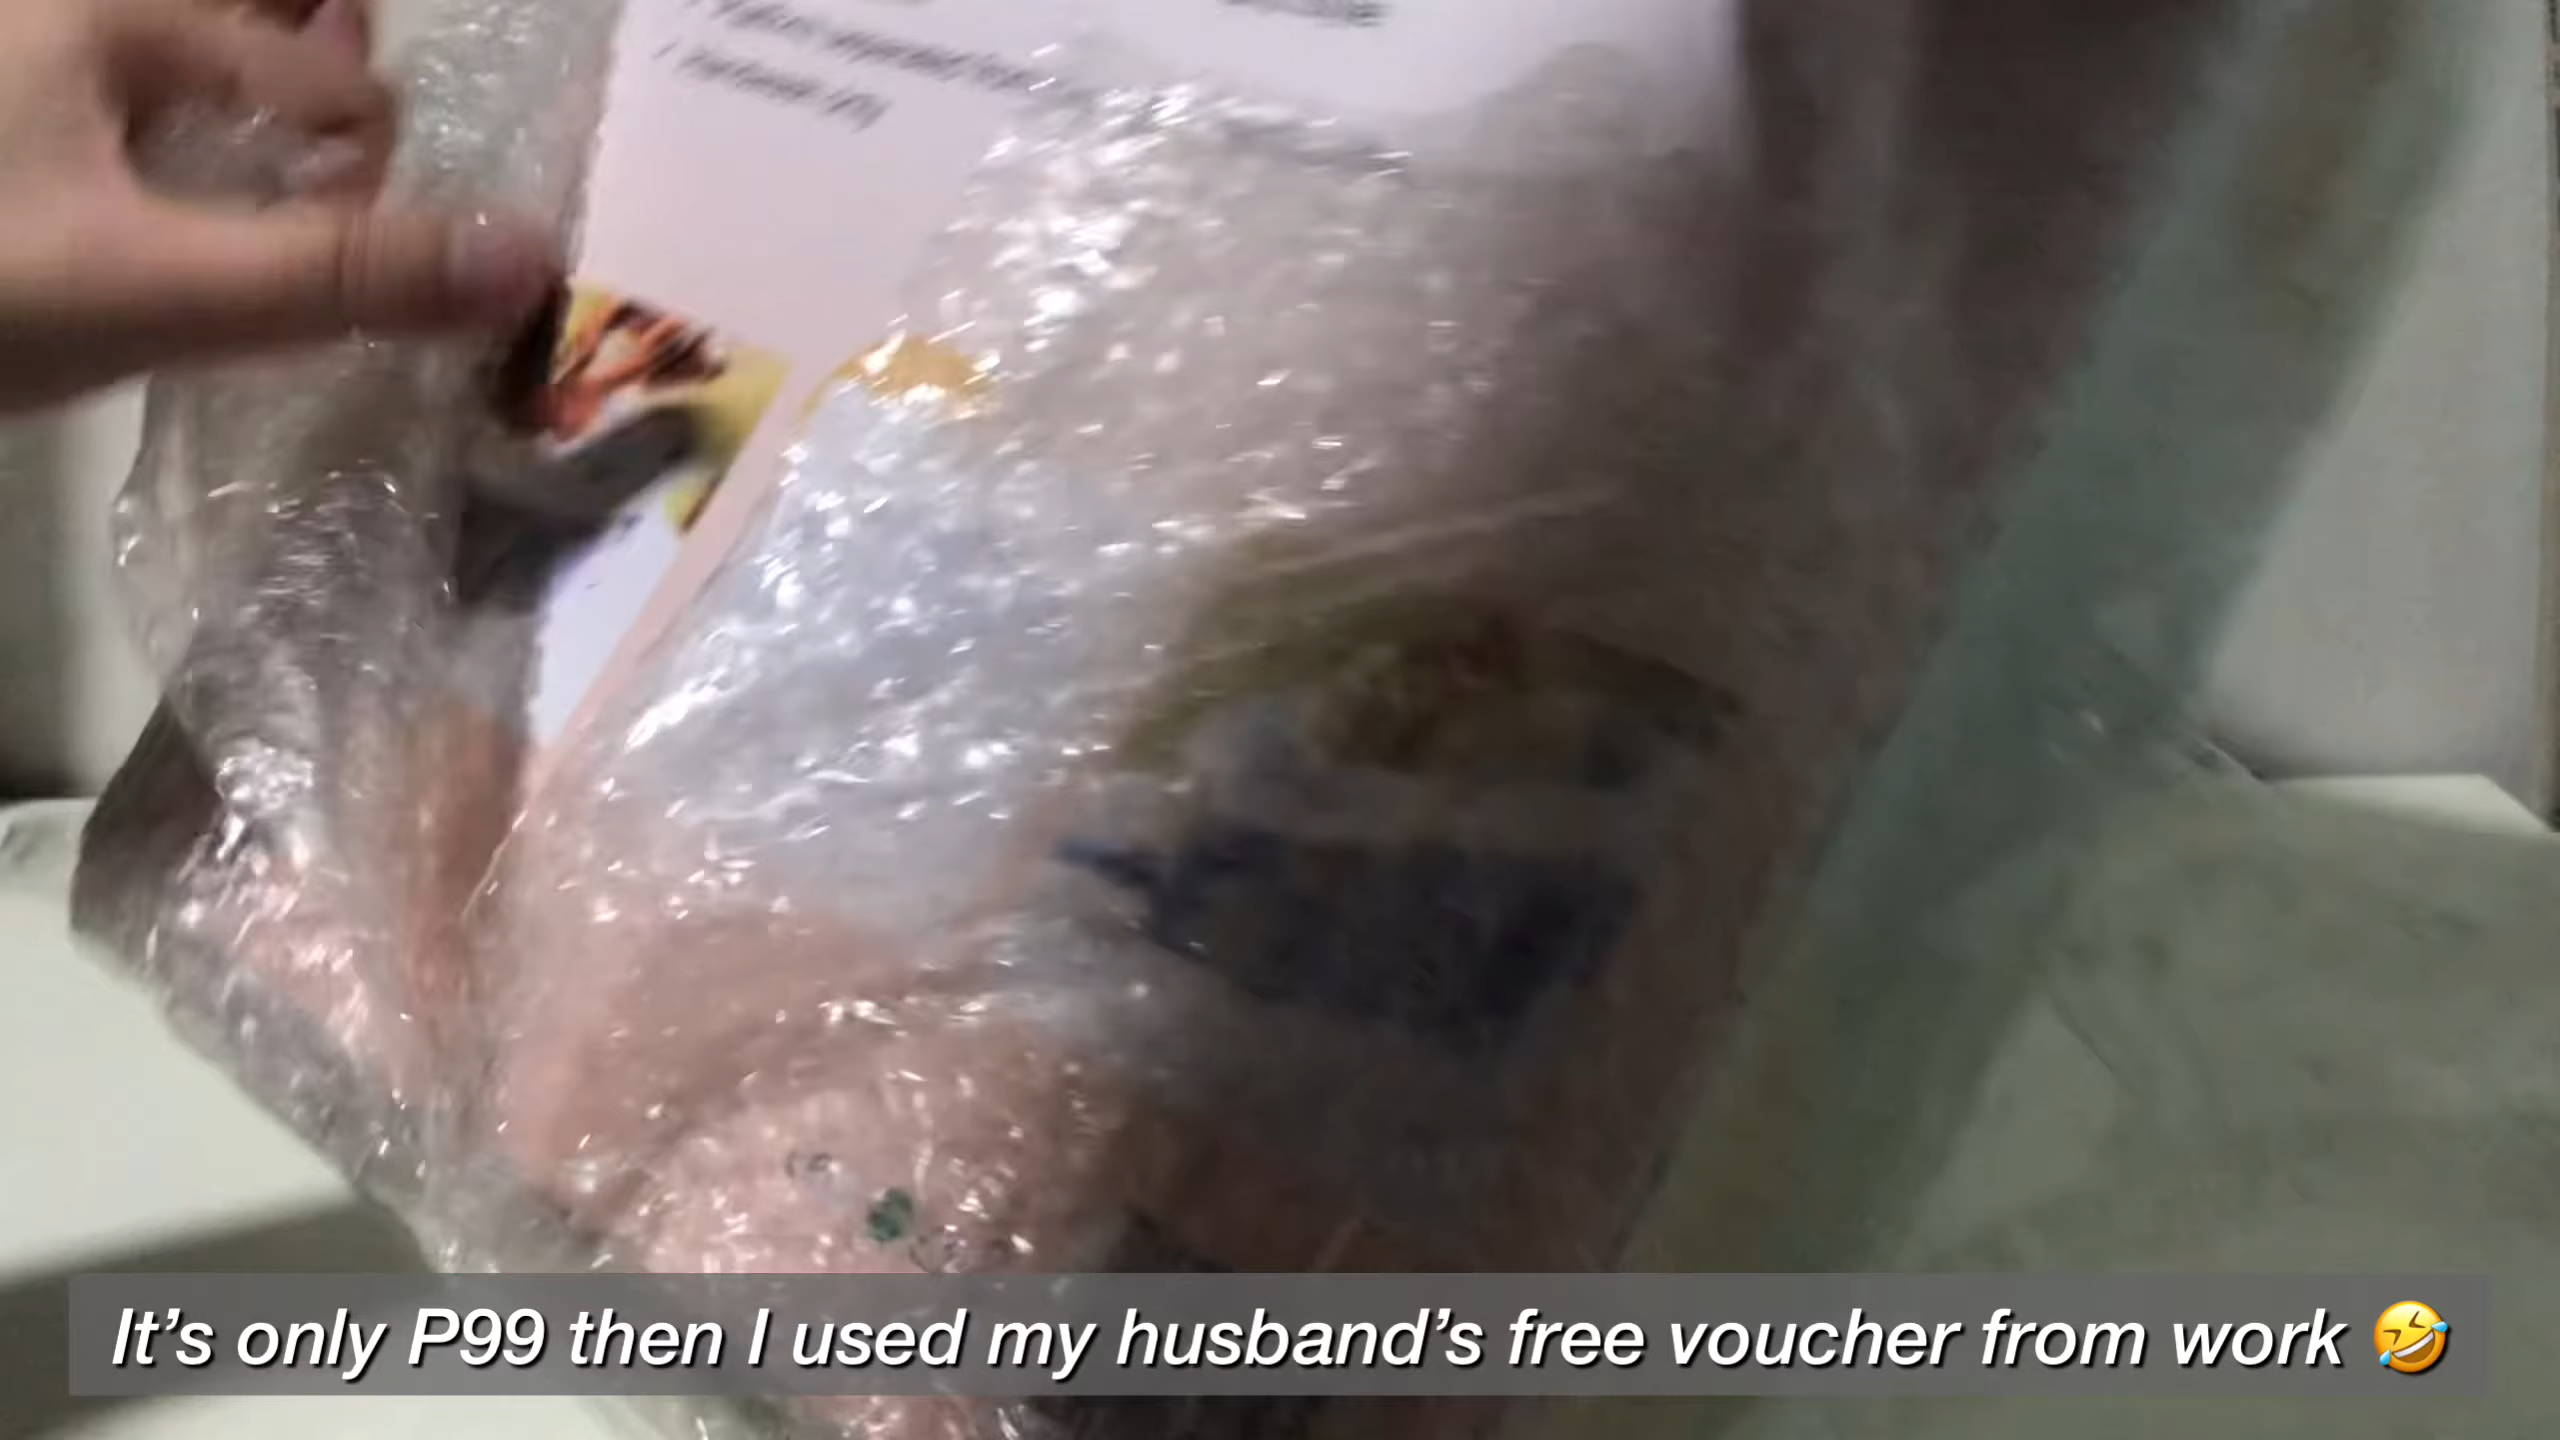 It's only P99 then I used my husband's free voucher from work 🤣